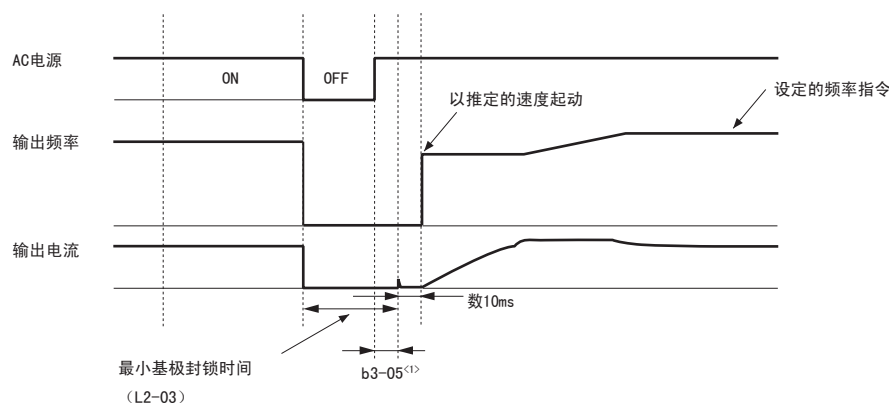 AC电源
ON
OFF
以推定的速度起动
设定的频率指令
输出频率
输出电流
数10ms
最小基极封锁时间
（L2-03）
b3-05<1>